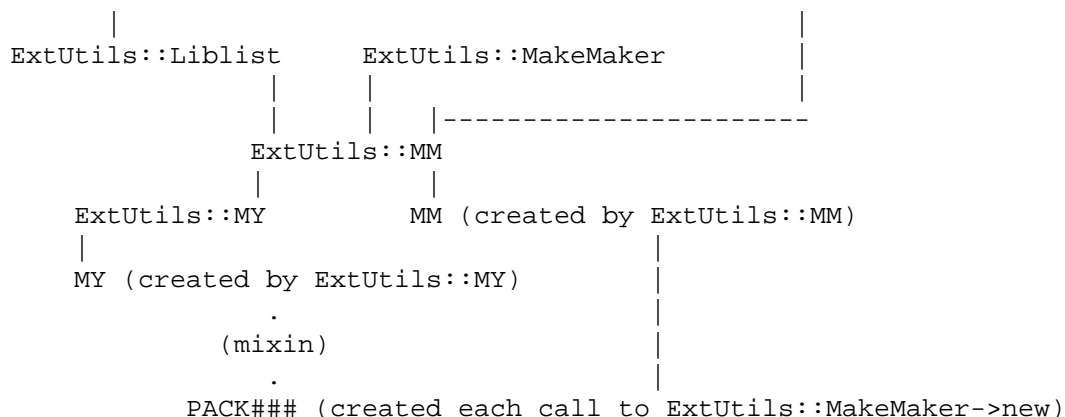 ExtUtils::Liblist ExtUtils::MakeMaker |
| | |
| | |-----------------------
ExtUtils::MM
| |
ExtUtils::MY MM (created by ExtUtils::MM)
| |
MY (created by ExtUtils::MY) |
. |
(mixin) |
. |
PACK### (created each call to ExtUtils::MakeMaker->new)